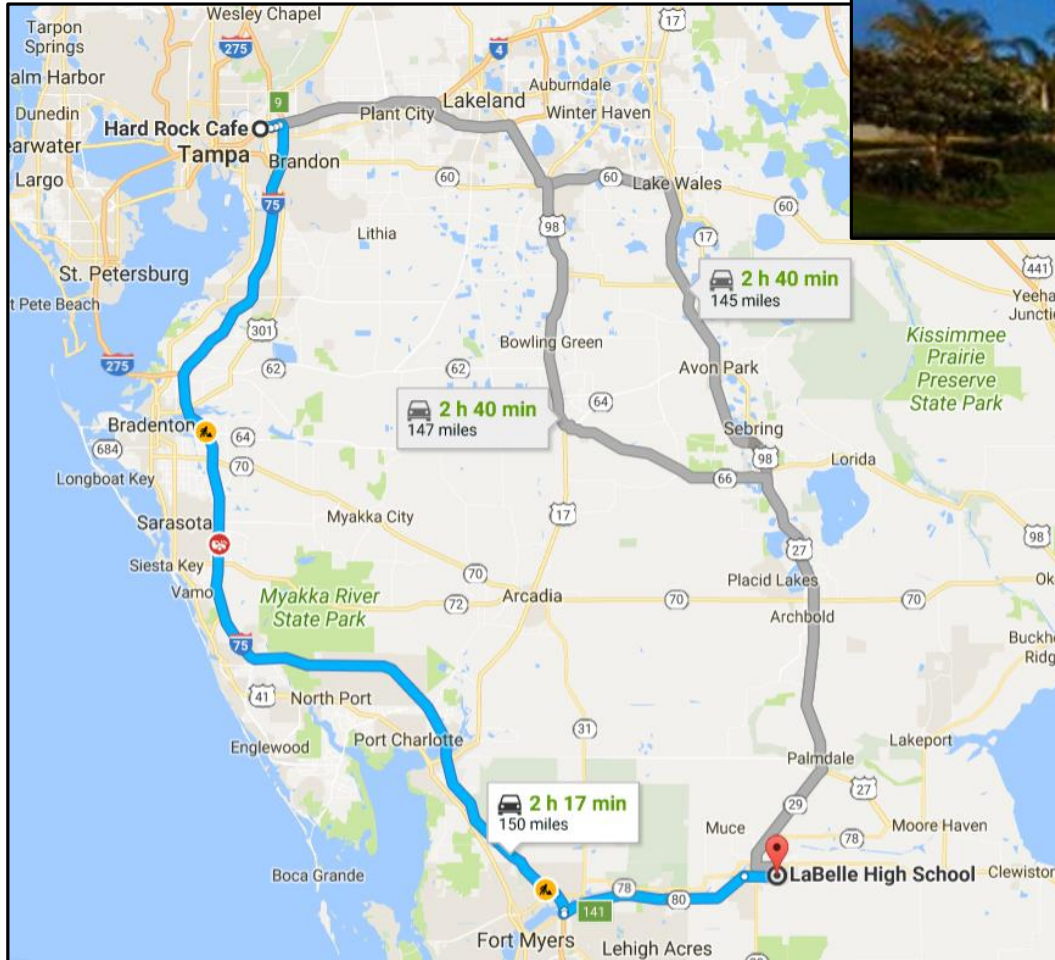 Wesley Chapel
Tarpon
Springs
275
17
4
alm Harbor
Auburndale
Dunedin
9
Plant City
Lakeland
Winter Haven
Hard Rock Cafe
earwater
Tampa
Brandon
Largo
60
60
Lake Wales
60
75
98
Lithia
17
St. Petersburg
441
2 h 40 min
145 miles
t Pete Beach
Yeeha
Juncti
301
Bowling Green
Kissimmee
Prairie
Preserve
State Park
275
62
62
Avon Park
2 h 40 min
147 miles
64
Bradenton
64
Sebring
684
70
98
Lorida
Longboat Key
66
Sarasota
Myakka City
17
98
27
Siesta Key
70
Placid Lakes
Ok
Vamo
Myakka River
State Park
72
Arcadia
70
70
Archbold
75
Buckh
Ridg
41
North Port
31
Englewood
Port Charlotte
Lakeport
Palmdale
2 h 17 min
150 miles
29
27
Muce
78
Moore Haven
Boca Grande
LaBelle High School
Clewiston
78
80
141
Fort Myers
Lehigh Acres